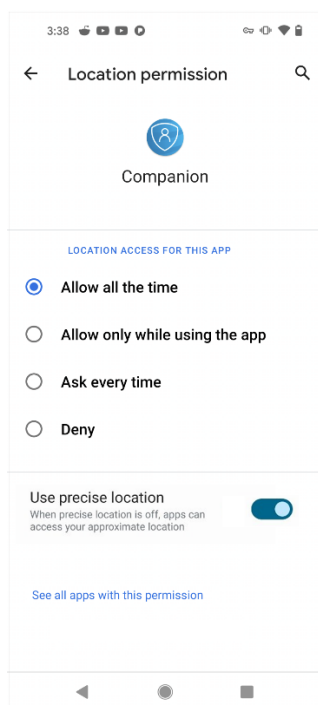 3:38
Location permission
Companion
LOCATION ACCESS FOR THIS APP
Allow all the time
Allow only while using the app
Ask every time
Deny
Use precise location
When precise location is off, apps can
access your approximate location
See all apps with this permission